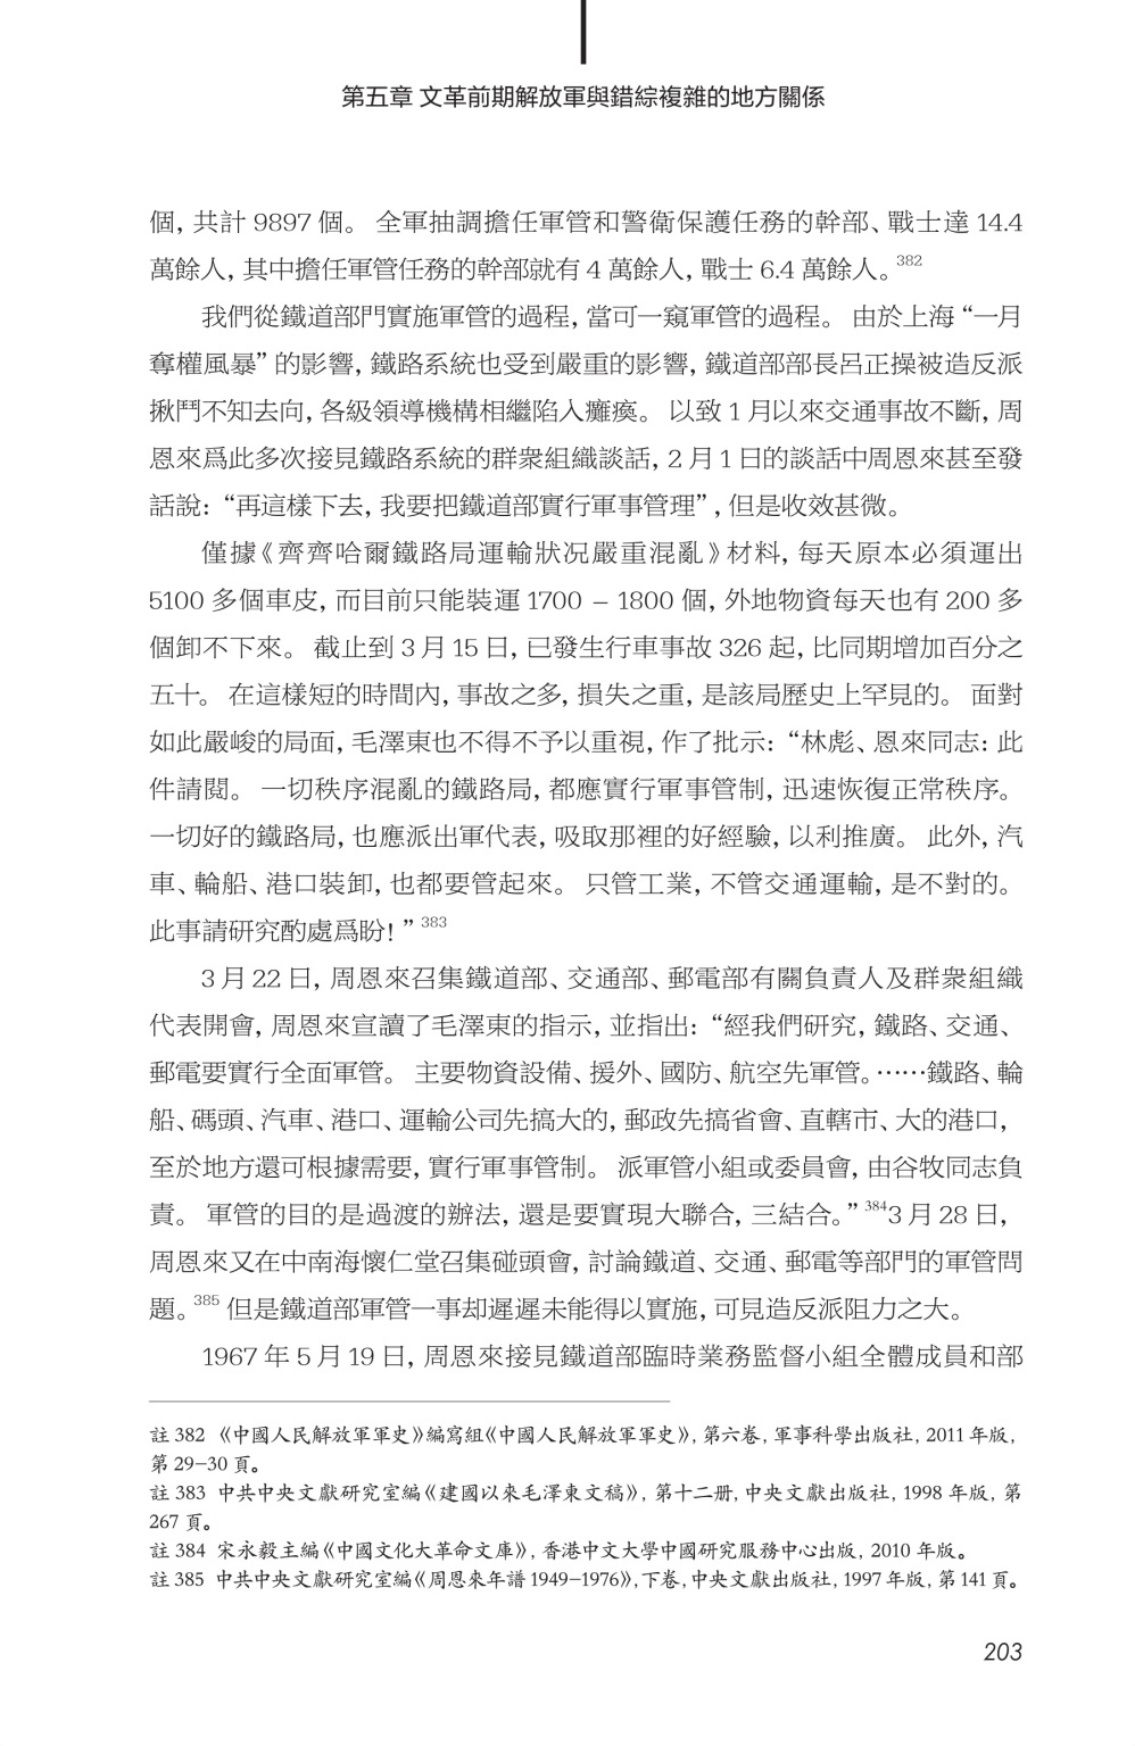 第五章 文革前期解放軍與錯綜複雜的地方關係
個, 共計 9897 個。 全軍抽調擔任軍管和警衛保護任務的幹部、戰士達 14.4
萬餘人, 其中擔任軍管任務的幹部就有 4 萬餘人, 戰士 6.4 萬餘人。382
我們從鐵道部門實施軍管的過程, 當可一窺軍管的過程。 由於上海 “一月
奪權風暴” 的影響, 鐵路系統也受到嚴重的影響, 鐵道部部長呂正操被造反派
揪鬥不知去向, 各級領導機構相繼陷入癱瘓。 以致 1 月以來交通事故不斷, 周
恩來爲此多次接見鐵路系統的群衆組織談話, 2 月 1 日的談話中周恩來甚至發
話說: “再這樣下去, 我要把鐵道部實行軍事管理” , 但是收效甚微。
僅據《齊齊哈爾鐵路局運輸狀况嚴重混亂》材料, 每天原本必須運出
5100 多個車皮, 而目前只能裝運 1700 – 1800 個, 外地物資每天也有 200 多
個卸不下來。 截止到 3 月 15 日, 已發生行車事故 326 起, 比同期增加百分之
五十。 在這樣短的時間內, 事故之多, 損失之重, 是該局歷史上罕見的。 面對
如此嚴峻的局面, 毛澤東也不得不予以重視, 作了批示: “林彪、恩來同志: 此
件請閱。 一切秩序混亂的鐵路局, 都應實行軍事管制, 迅速恢復正常秩序。
一切好的鐵路局, 也應派出軍代表, 吸取那裡的好經驗, 以利推廣。 此外, 汽
車、輪船、港口裝卸, 也都要管起來。 只管工業, 不管交通運輸, 是不對的。
此事請研究酌處爲盼! ” 383
3 月 22 日, 周恩來召集鐵道部、交通部、郵電部有關負責人及群衆組織
代表開會, 周恩來宣讀了毛澤東的指示, 並指出: “經我們研究, 鐵路、交通、
郵電要實行全面軍管。 主要物資設備、援外、國防、航空先軍管。……鐵路、輪
船、碼頭、汽車、港口、運輸公司先搞大的, 郵政先搞省會、直轄市、大的港口,
至於地方還可根據需要, 實行軍事管制。 派軍管小組或委員會, 由谷牧同志負
責。 軍管的目的是過渡的辦法, 還是要實現大聯合, 三結合。” 3843 月 28 日,
周恩來又在中南海懷仁堂召集碰頭會, 討論鐵道、交通、郵電等部門的軍管問
題。385 但是鐵道部軍管一事却遲遲未能得以實施, 可見造反派阻力之大。
1967 年 5 月 19 日, 周恩來接見鐵道部臨時業務監督小組全體成員和部
註 382 《中國人民解放軍軍史》編寫組《中國人民解放軍軍史》, 第六卷, 軍事科學出版社, 2011 年版,
第 29–30 頁。
註 383 中共中央文獻研究室編《建國以來毛澤東文稿》, 第十二册, 中央文獻出版社, 1998 年版, 第
267 頁。
註 384 宋永毅主編《中國文化大革命文庫》, 香港中文大學中國研究服務中心出版, 2010 年版。
註 385 中共中央文獻研究室編《周恩來年譜 1949–1976》, 下卷, 中央文獻出版社, 1997 年版, 第 141 頁。
203